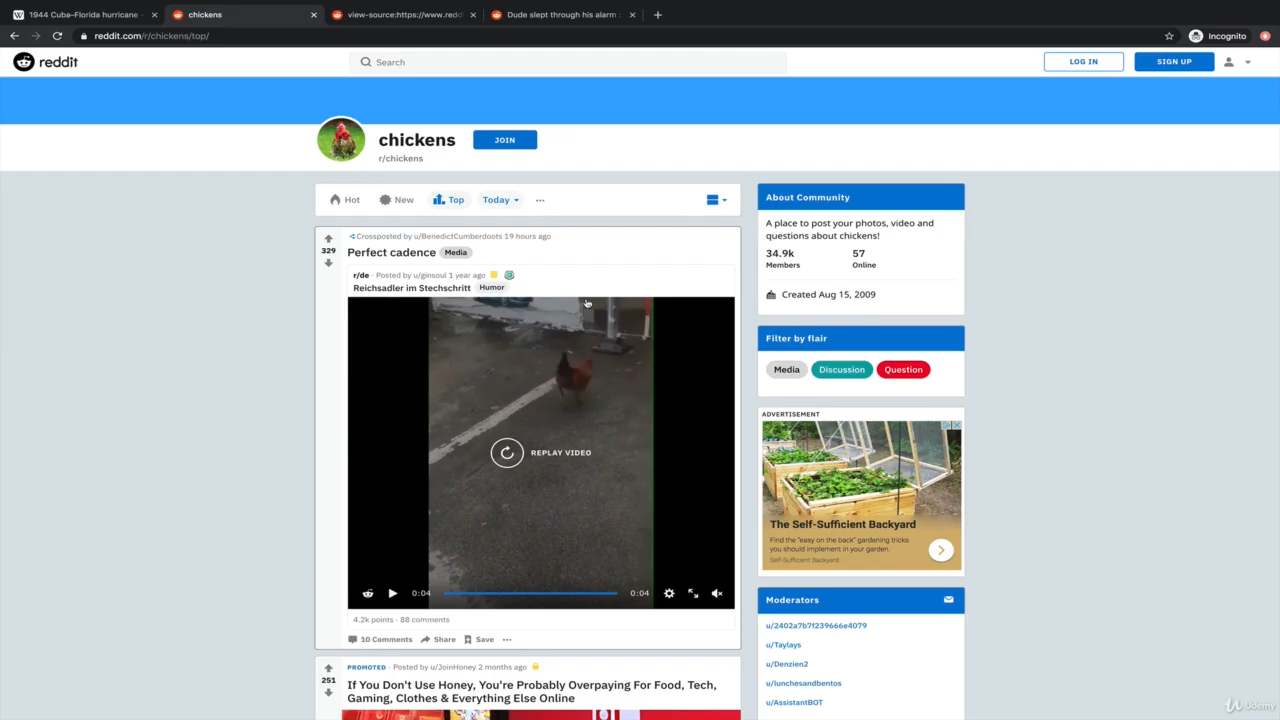 1944 Cuba–Florida hurricane -
chickens
view-source:https://www.redd
Dude slept through his alarm :
reddit.com/r/chickens/top/
Incognito
reddit
Search
LOG IN
SIGN UP
chickens
JOIN
r/chickens
Hot
New
Top
Today
329
Crossposted by u/BenedictCumberdoots 19 hours ago
Perfect cadence Media
r/de · Posted by u/ginsoul 1 year ago
Reichsadler im Stechschritt Humor
REPLAY VIDEO
0:04
0:04
4.2k points · 88 comments
10 Comments Share Save
251
PROMOTED · Posted by u/JoinHoney 2 months ago
If You Don't Use Honey, You're Probably Overpaying For Food, Tech,
Gaming, Clothes & Everything Else Online
About Community
A place to post your photos, video and
questions about chickens!
34.9k 57
Members Online
Created Aug 15, 2009
Filter by flair
Media Discussion Question
ADVERTISEMENT
The Self-Sufficient Backyard
Find the "easy on the back" gardening tricks
you should implement in your garden.
Self-Sufficient Backyard
Moderators
u/2402a7b7f239666e4079
u/Taylays
u/Denzien2
u/lunchesandbentos
u/AssistantBOT
Udemy